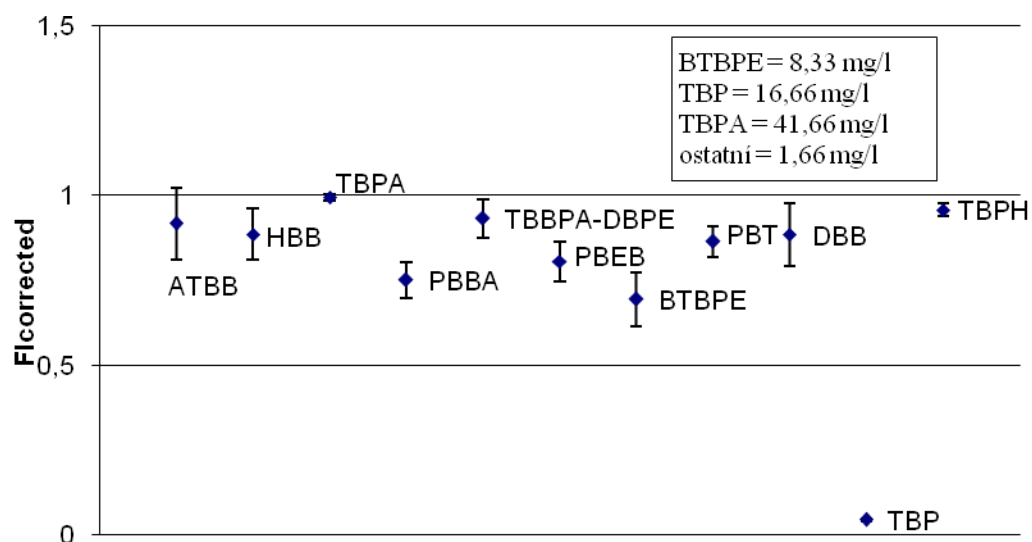 1,5
BTBPE = 8,33 mg/l
TBP = 16,66 mg/l
TBPA = 41,66 mg/l
ostatní = 1,66 mg/l
1
TBPA
TBPH
TBBPA-DBPE
HBB
PBT
DBB
PBEB
ATBB
PBBA
BTBPE
FIcorrected
0,5
TBP
0